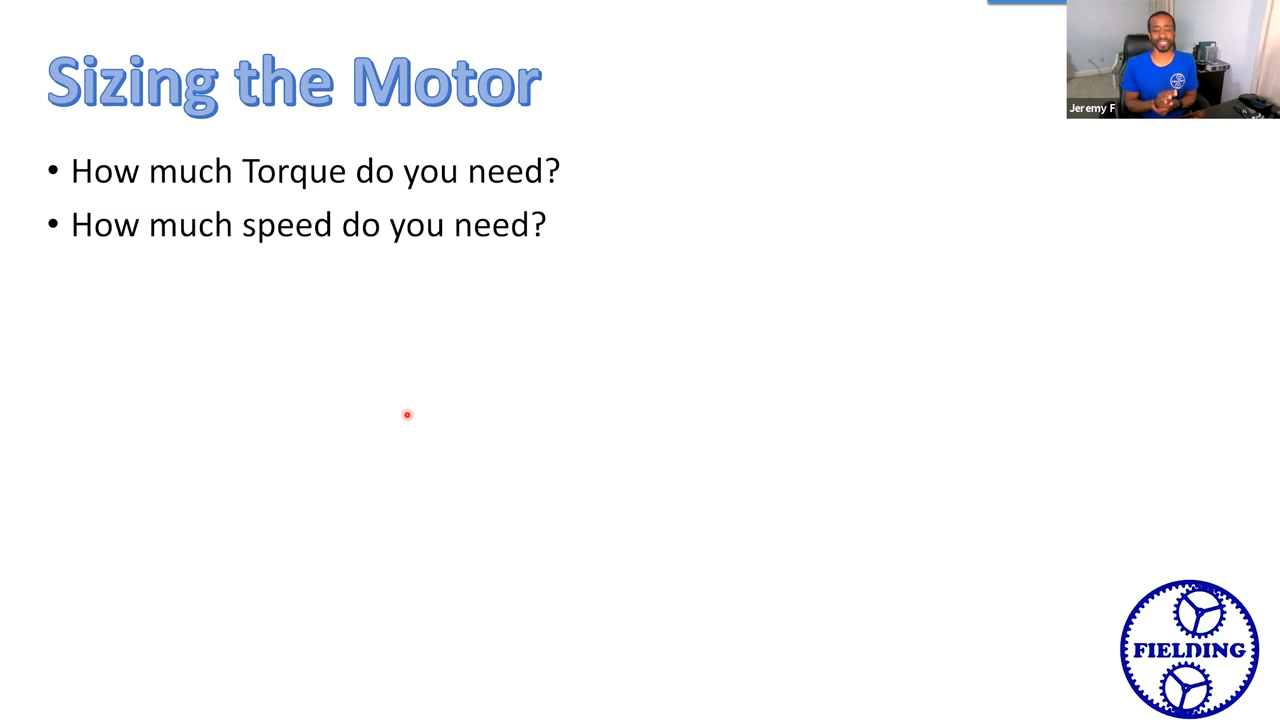 Sizing the Motor
• How much Torque do you need?
• How much speed do you need?
Jeremy F
FIELDING